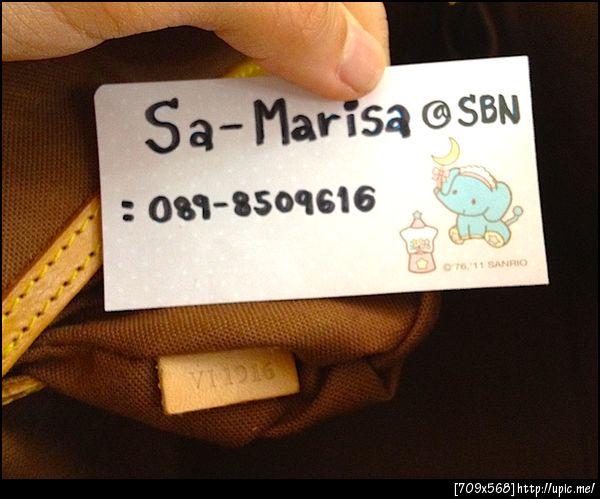 Sa-Marisa @SBN
: 089-8509616
©'76,'11 SANRIO
VI1916
[709x568]http://upic.me/